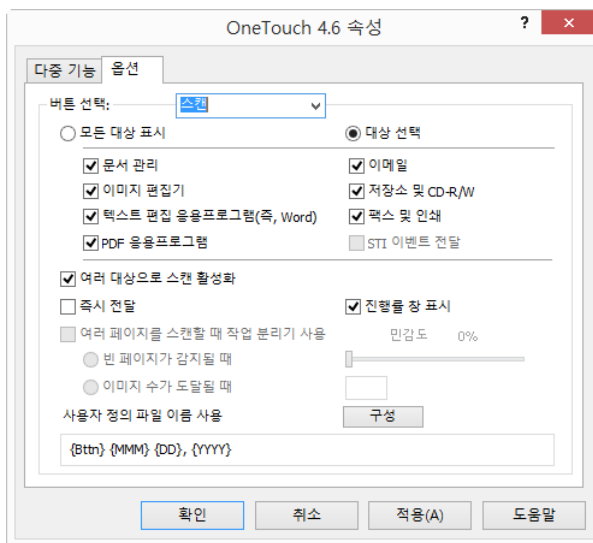 OneTouch 4.6 속성
?
×
다중 기능 옵션
버튼 선택: 스캔
모든 대상 표시 대상 선택
문서 관리 이메일
이미지 편집기 저장소 및 CD-R/W
텍스트 편집 응용프로그램(즉, Word) 팩스 및 인쇄
PDF 응용프로그램 STI 이벤트 전달
여러 대상으로 스캔 활성화
즉시 전달 진행률 창 표시
여러 페이지를 스캔할 때 작업 분리기 사용 민감도 0%
빈 페이지가 감지될 때
이미지 수가 도달될 때
사용자 정의 파일 이름 사용 구성
{Bttn} {MMM} {DD}, {YYYY}
확인 취소 적용(A) 도움말